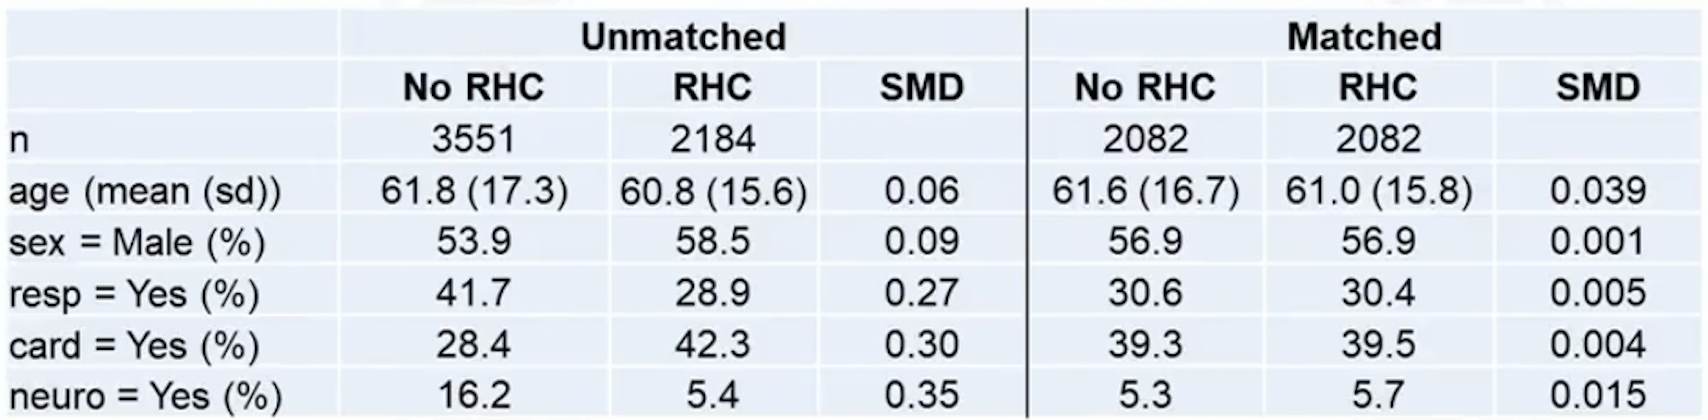 Unmatched Matched
No RHC RHC SMD No RHC RHC SMD
n 3551 2184 2082 2082
age (mean (sd)) 61.8 (17.3) 60.8 (15.6) 0.06 61.6 (16.7) 61.0 (15.8) 0.039
sex = Male (%) 53.9 58.5 0.09 56.9 56.9 0.001
resp = Yes (%) 41.7 28.9 0.27 30.6 30.4 0.005
card = Yes (%) 28.4 42.3 0.30 39.3 39.5 0.004
neuro = Yes (%) 16.2 5.4 0.35 5.3 5.7 0.015